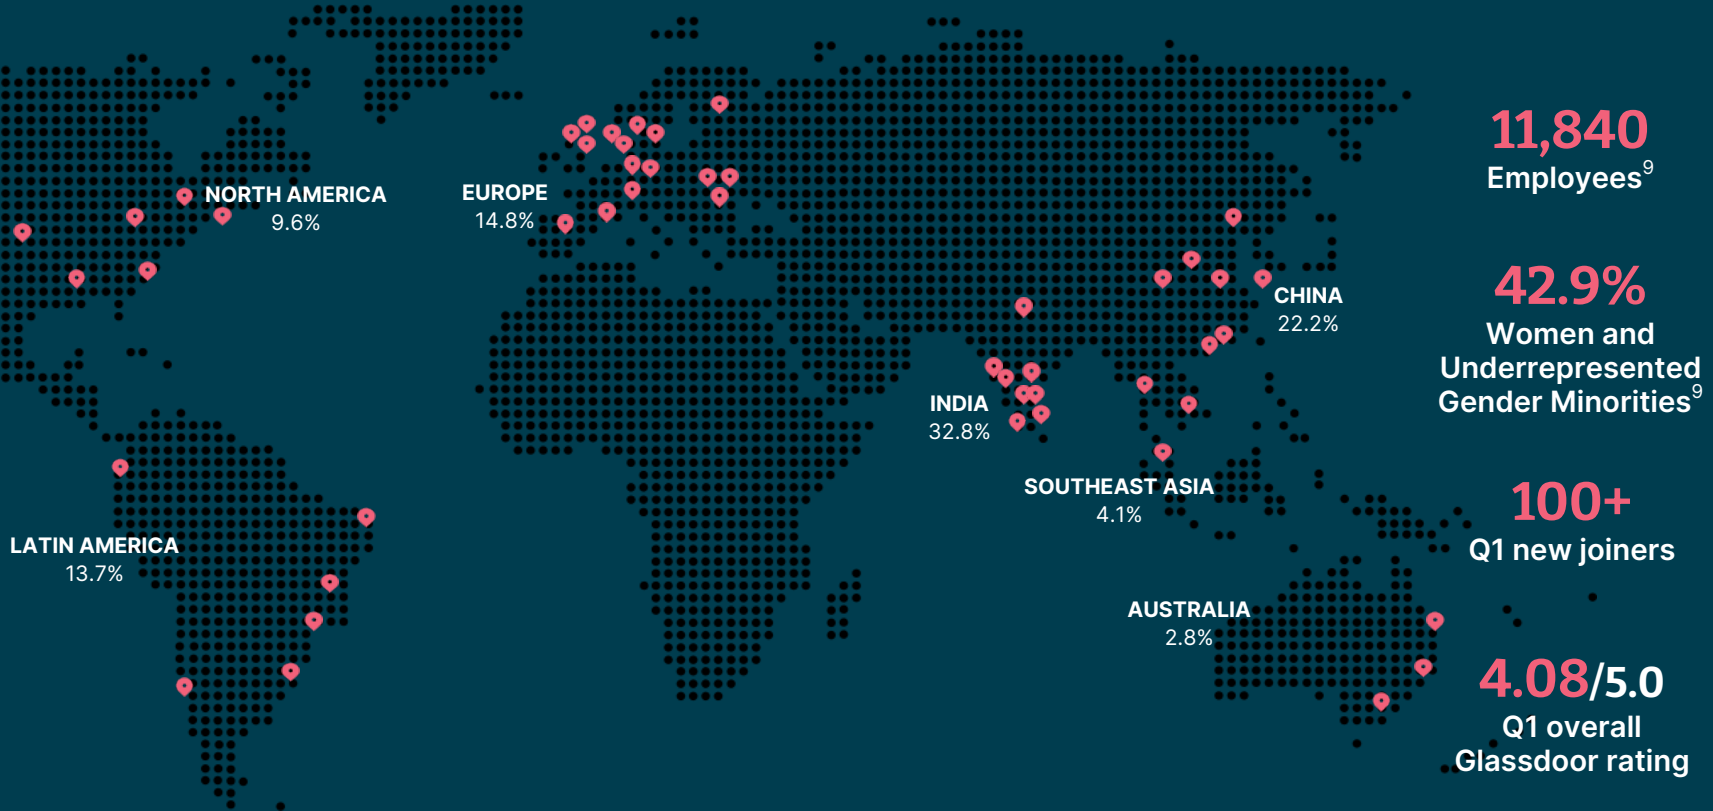 NORTH AMERICA
9.6%
EUROPE
14.8%
CHINA
22.2%
INDIA
32.8%
SOUTHEAST ASIA
4.1%
LATIN AMERICA
13.7%
AUSTRALIA
2.8%
11,840
Employees9
42.9%
Women and
Underrepresented
Gender Minorities9
100+
Q1 new joiners
4.08/5.0
Q1 overall
Glassdoor rating